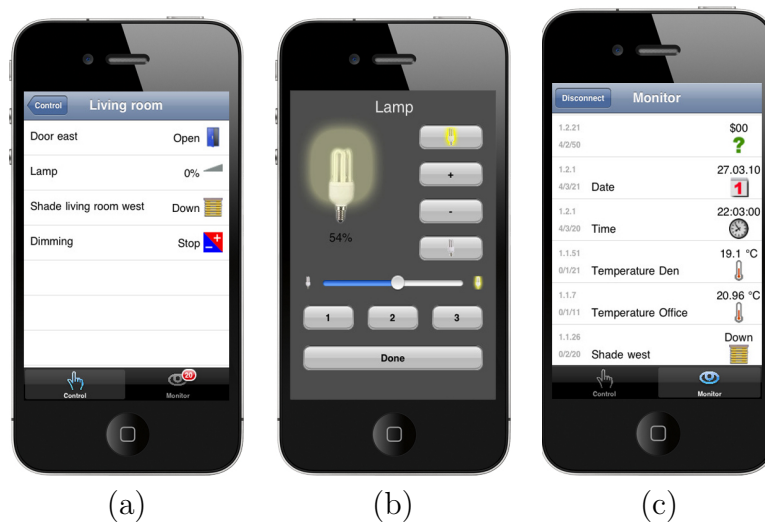 Control Living room
Door east Open
Lamp 0%
Shade living room west Down
Dimming Stop
20
Control Monitor
(a)
Lamp
+
-
54%
1 2 3
Done
(b)
Disconnect Monitor
1.2.21 $00
4/2/50 ?
1.2.1 27.03.10
4/3/21 Date 1
1.2.1 22:03:00
4/3/20 Time
1.1.51 19.1 °C
0/1/21 Temperature Den
1.1.7 20.96 °C
0/1/11 Temperature Office
1.1.26 Down
0/2/20 Shade west
Control Monitor
(c)